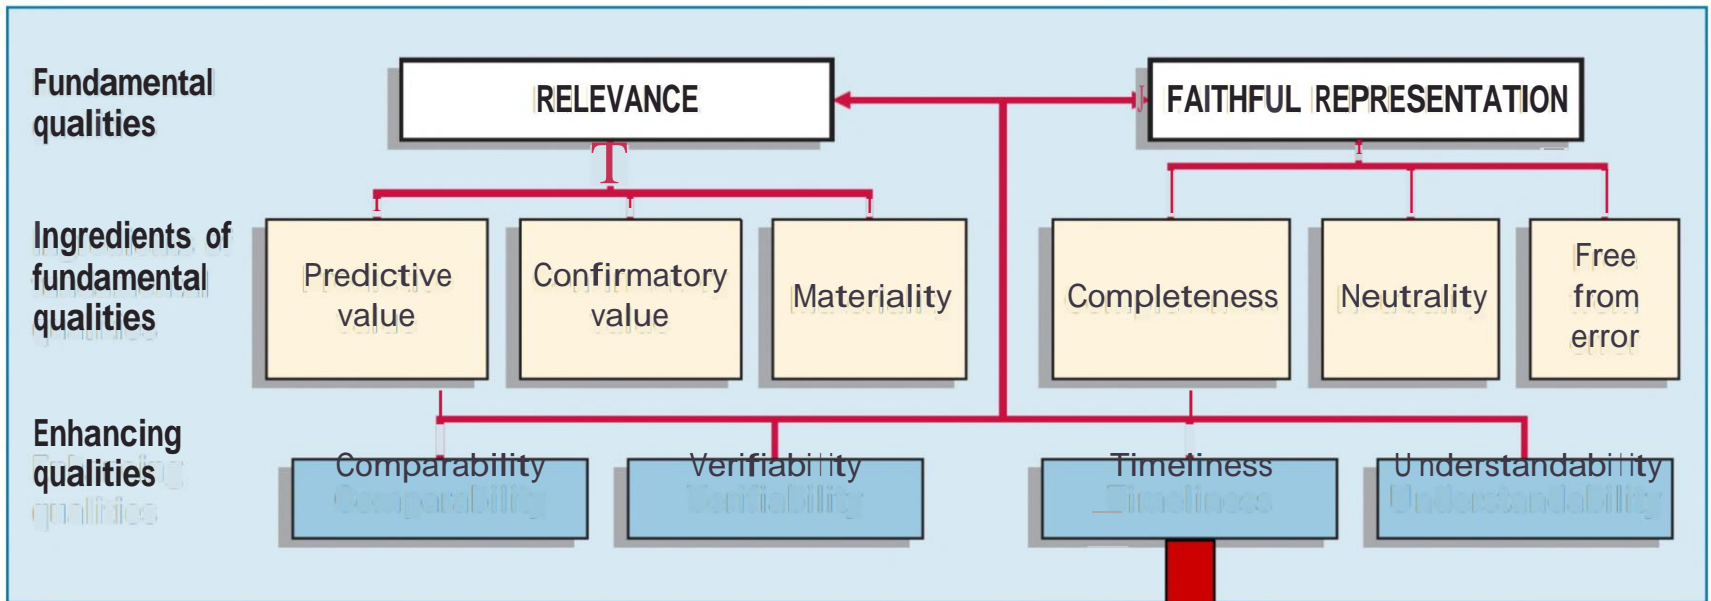 Fundamental
qualities
RELEVANCE
FAITHFUL REPRESENTATION
Ingredients of
fundamental
qualities
Predictive
value
Confirmatory
value
Materiality
Completeness
Neutrality
Free
from
error
Enhancing
qualities
Comparability
Verifiability
Timeliness
Understandability